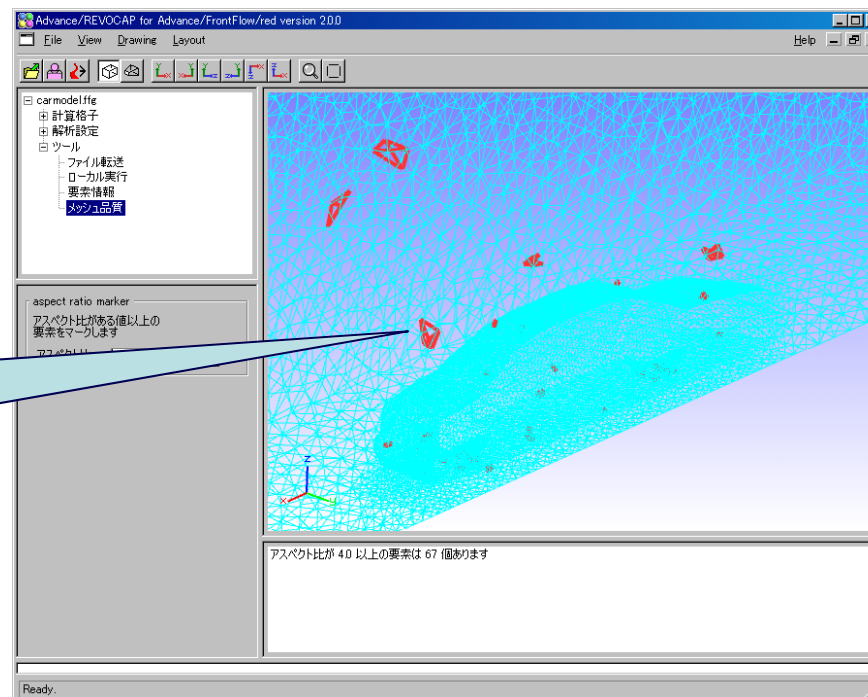 Advance/REVOCAP for Advance/FrontFlow/red version 2.0.0
File View Drawing Layout Help
carmodel.ffg
計算格子
解析設定
ツール
ファイル転送
ローカル実行
要素情報
メッシュ品質
aspect ratio marker
アスペクト比がある値以上の
要素をマークします
z
x
y
アスペクト比が 4.0 以上の要素は 67 個あります
Ready.